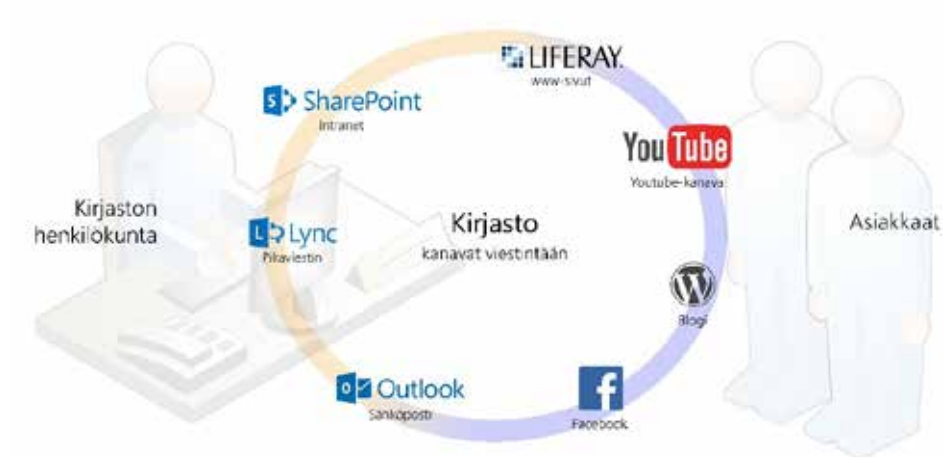 LIFERAY.
www-sivut
SharePoint
Intranet
YouTube
Youtube-kanava
Kirjaston
henkilökunta
Lync
Pikaviestin
Kirjasto
kanavat viestintään
Asiakkaat
Blogi
Outlook
Sähköposti
Facebook